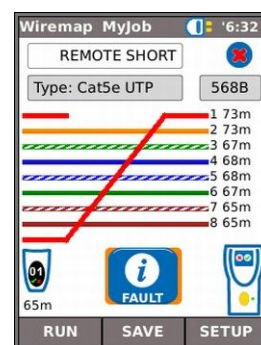 Wiremap MyJob '6:32
REMOTE SHORT
Type: Cat5e UTP 568B
1 73m
2 73m
3 67m
4 68m
5 68m
6 67m
7 65m
8 65m
01
i
65m
FAULT
RUN SAVE SETUP